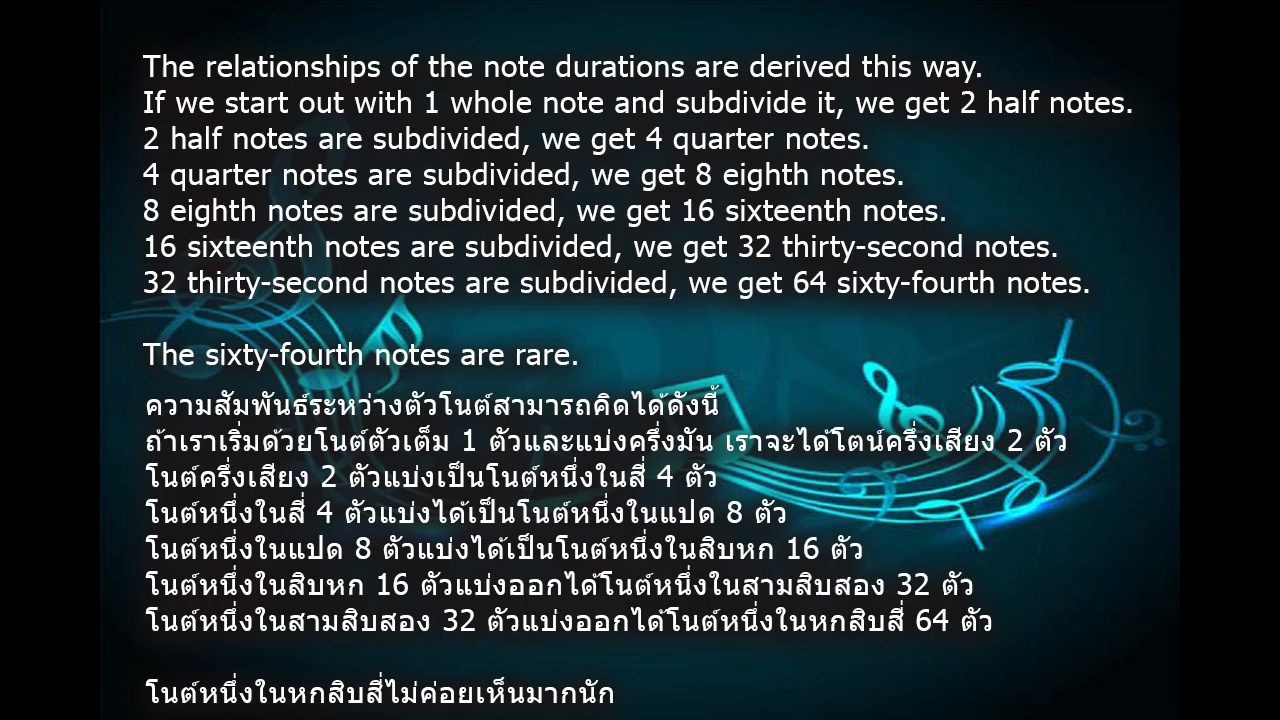 The relationships of the note durations are derived this way.
If we start out with 1 whole note and subdivide it, we get 2 half notes.
2 half notes are subdivided, we get 4 quarter notes.
4 quarter notes are subdivided, we get 8 eighth notes.
8 eighth notes are subdivided, we get 16 sixteenth notes.
16 sixteenth notes are subdivided, we get 32 thirty-second notes.
32 thirty-second notes are subdivided, we get 64 sixty-fourth notes.
The sixty-fourth notes are rare.
ความสัมพันธ์ระหว่างตัวโนต์สามารถคิดได้ดังนี้
ถ้าเราเริ่มด้วยโนต์ตัวเต็ม 1 ตัวและแบ่งครึ่งมัน เราจะได้โตน์ครึ่งเสียง 2 ตัว
โนต์ครึ่งเสียง 2 ตัวแบ่งเป็นโนต์หนึ่งในสี่ 4 ตัว
โนต์หนึ่งในสี่ 4 ตัวแบ่งได้เป็นโนต์หนึ่งในแปด 8 ตัว
โนต์หนึ่งในแปด 8 ตัวแบ่งได้เป็นโนต์หนึ่งในสิบหก 16 ตัว
โนต์หนึ่งในสิบหก 16 ตัวแบ่งออกได้โนต์หนึ่งในสามสิบสอง 32 ตัว
โนต์หนึ่งในสามสิบสอง 32 ตัวแบ่งออกได้โนต์หนึ่งในหกสิบสี่ 64 ตัว
โนต์หนึ่งในหกสิบสี่ไม่ค่อยเห็นมากนัก